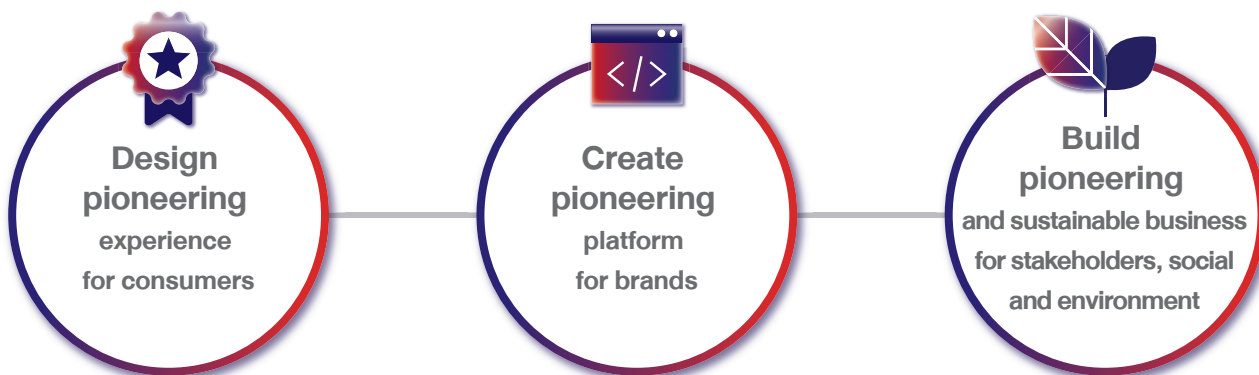 Design
pioneering
experience
for consumers
Create
pioneering
platform
for brands
Build
pioneering
and sustainable business
for stakeholders, social
and environment